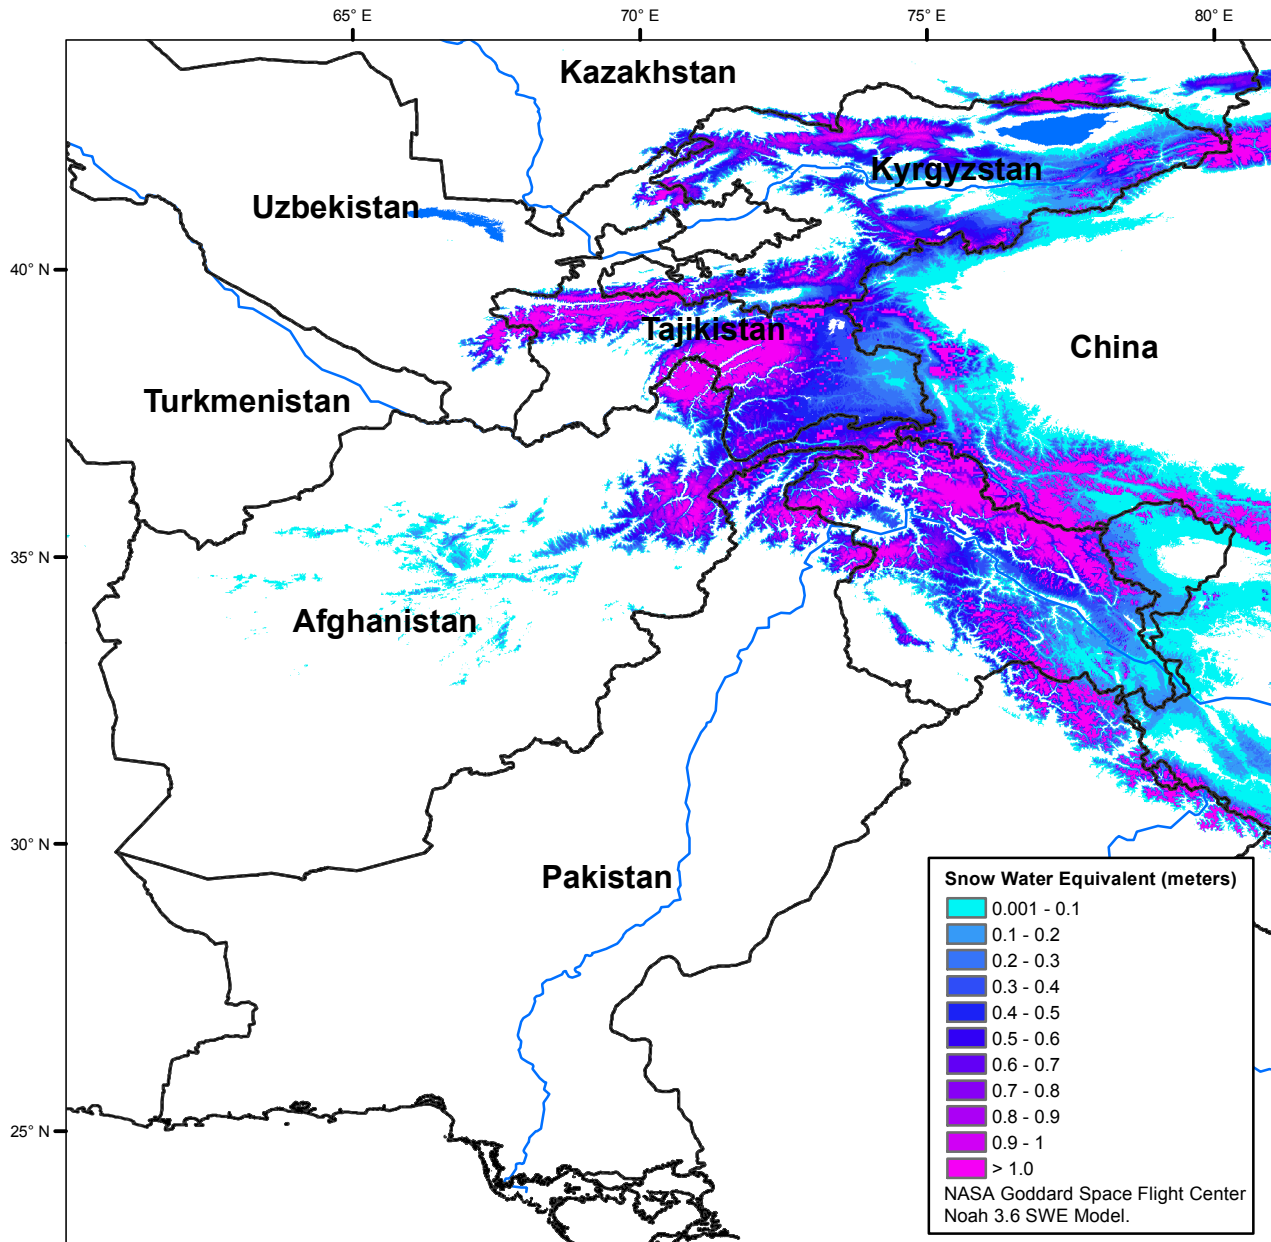 65° E
70° E
75° E
80° E
Kazakhstan
Kyrgyzstan
Uzbekistan
40° N
Tajikistan
China
Turkmenistan
35° N
Afghanistan
30° N
Pakistan
25° N
Snow Water Equivalent (meters)
0.001 - 0.1
0.1 - 0.2
0.2 - 0.3
0.3 - 0.4
0.4 - 0.5
0.5 - 0.6
0.6 - 0.7
0.7 - 0.8
0.8 - 0.9
0.9 - 1
> 1.0
NASA Goddard Space Flight Center
Noah 3.6 SWE Model.